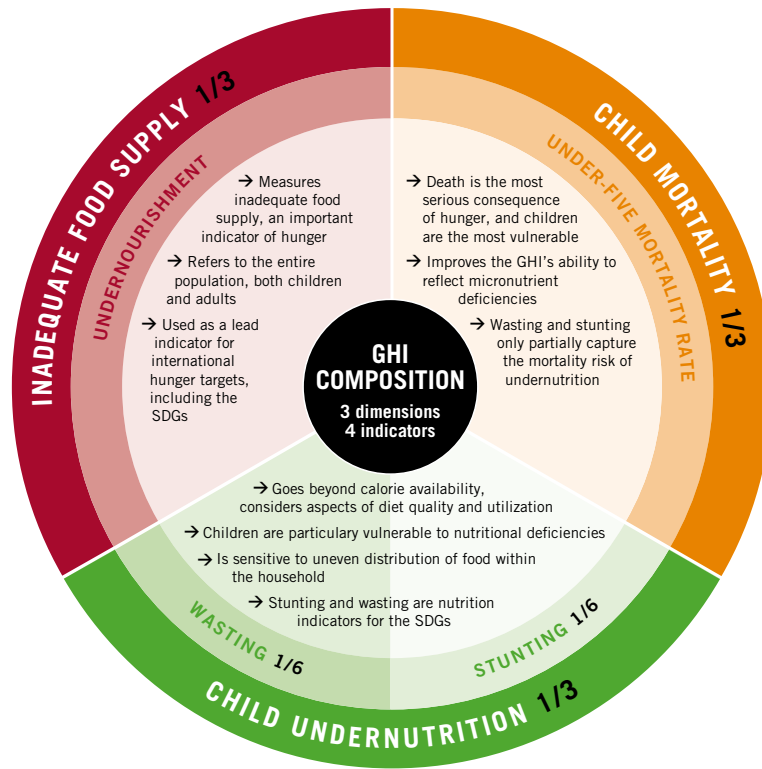 INADEQUATE FOOD SUPPLY 1/3
UNDERNOURISHMENT
→ Measures
inadequate food
supply, an important
indicator of hunger
→ Refers to the entire
population, both children
and adults
→ Used as a lead
indicator for
international
hunger targets,
including the
SDGs
CHILD MORTALITY 1/3
UNDER-FIVE MORTALITY RATE
→ Death is the most
serious consequence
of hunger, and children
are the most vulnerable
→ Improves the GHI’s ability to
reflect micronutrient
deficiencies
→ Wasting and stunting
only partially capture
the mortality risk of
undernutrition
GHI
COMPOSITION
3 dimensions
4 indicators
→ Goes beyond calorie availability,
considers aspects of diet quality and utilization
→ Children are particulary vulnerable to nutritional deficiencies
→ Is sensitive to uneven distribution of food within
the household
→ Stunting and wasting are nutrition
indicators for the SDGs
WASTING 1/6
STUNTING 1/6
CHILD UNDERNUTRITION 1/3